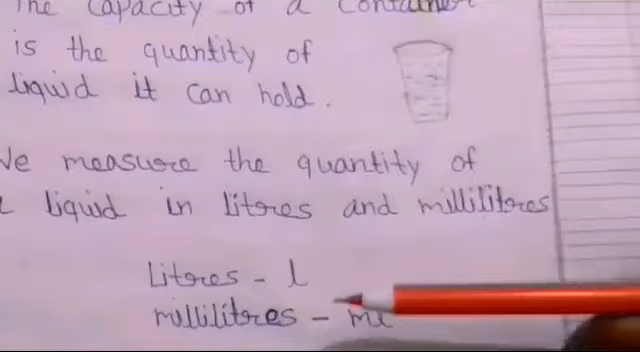 The Capacity of a Container
is the quantity of
liquid it can hold.
We measure the quantity of
liquid in litres and millilitres
Litres - l
millilitres - ml